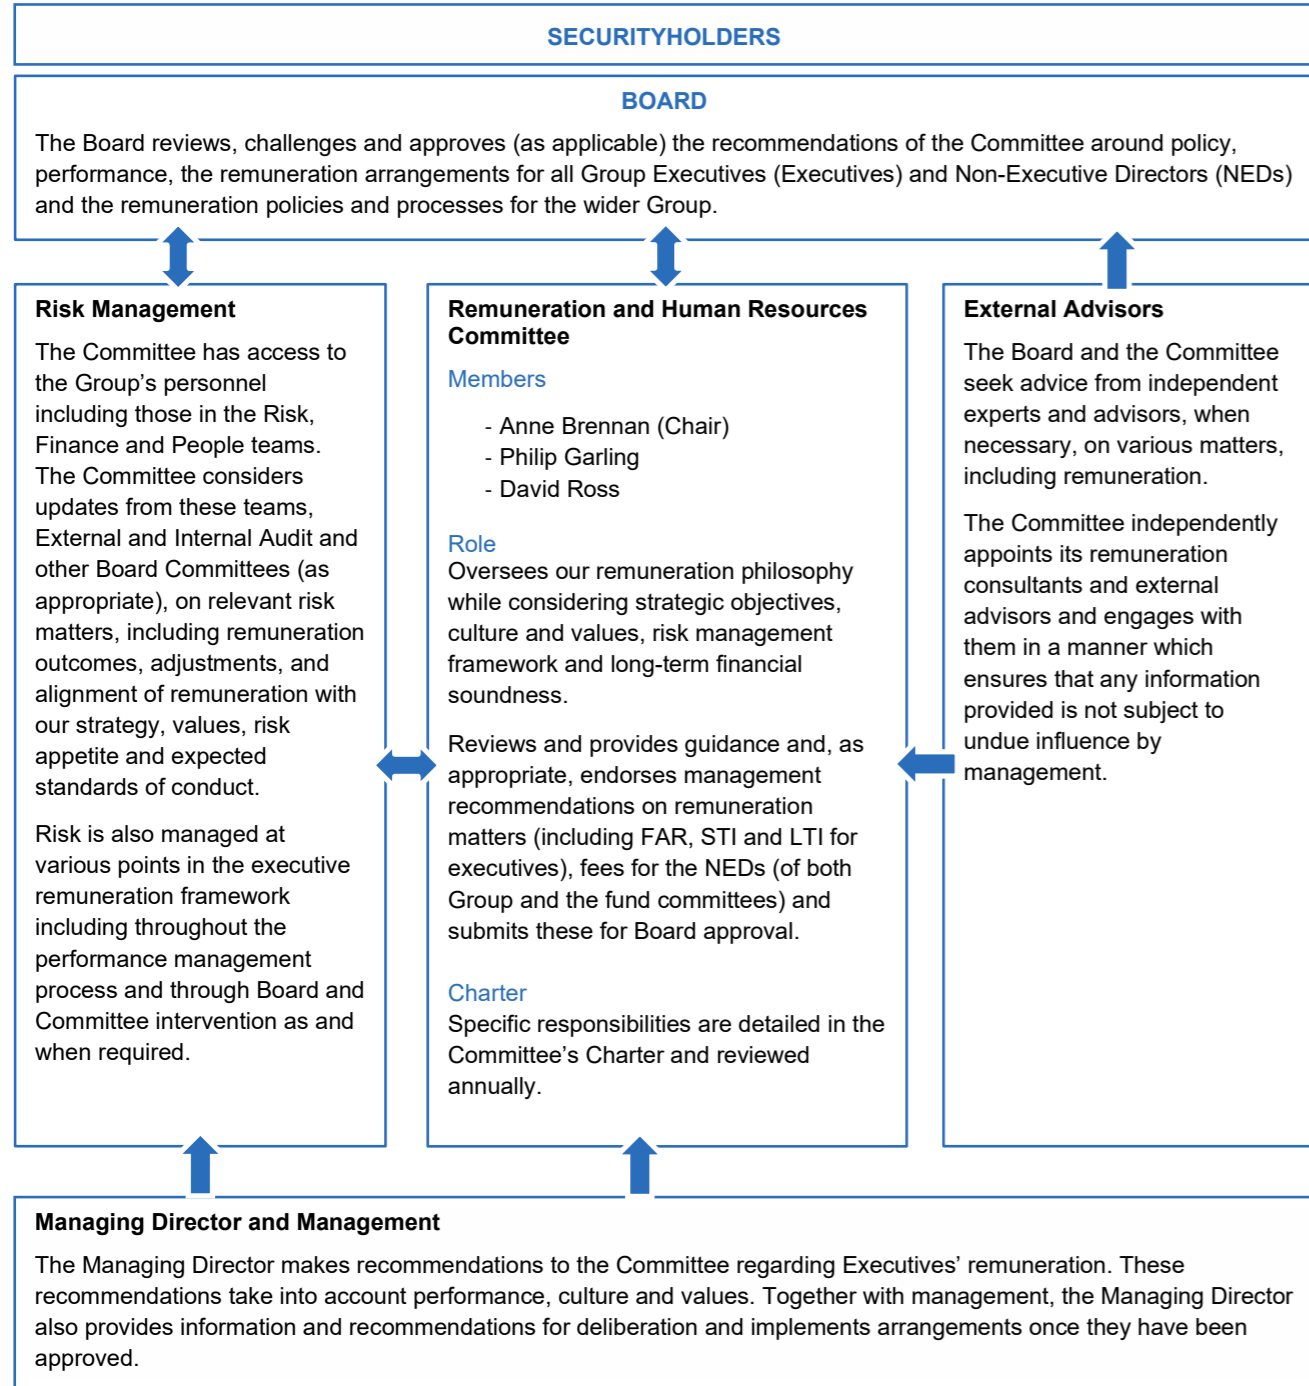 SECURITYHOLDERS
BOARD
The Board reviews, challenges and approves (as applicable) the recommendations of the Committee around policy,
performance, the remuneration arrangements for all Group Executives (Executives) and Non-Executive Directors (NEDs)
and the remuneration policies and processes for the wider Group.
Risk Management
The Committee has access to
the Group’s personnel
including those in the Risk,
Finance and People teams.
The Committee considers
updates from these teams,
External and Internal Audit and
other Board Committees (as
appropriate), on relevant risk
matters, including remuneration
outcomes, adjustments, and
alignment of remuneration with
our strategy, values, risk
appetite and expected
standards of conduct.
Risk is also managed at
various points in the executive
remuneration framework
including throughout the
performance management
process and through Board and
Committee intervention as and
when required.
Remuneration and Human Resources
Committee
Members
- Anne Brennan (Chair)
- Philip Garling
- David Ross
Role
Oversees our remuneration philosophy
while considering strategic objectives,
culture and values, risk management
framework and long-term financial
soundness.
Reviews and provides guidance and, as
appropriate, endorses management
recommendations on remuneration
matters (including FAR, STI and LTI for
executives), fees for the NEDs (of both
Group and the fund committees) and
submits these for Board approval.
Charter
Specific responsibilities are detailed in the
Committee’s Charter and reviewed
annually.
External Advisors
The Board and the Committee
seek advice from independent
experts and advisors, when
necessary, on various matters,
including remuneration.
The Committee independently
appoints its remuneration
consultants and external
advisors and engages with
them in a manner which
ensures that any information
provided is not subject to
undue influence by
management.
Managing Director and Management
The Managing Director makes recommendations to the Committee regarding Executives’ remuneration. These
recommendations take into account performance, culture and values. Together with management, the Managing Director
also provides information and recommendations for deliberation and implements arrangements once they have been
approved.